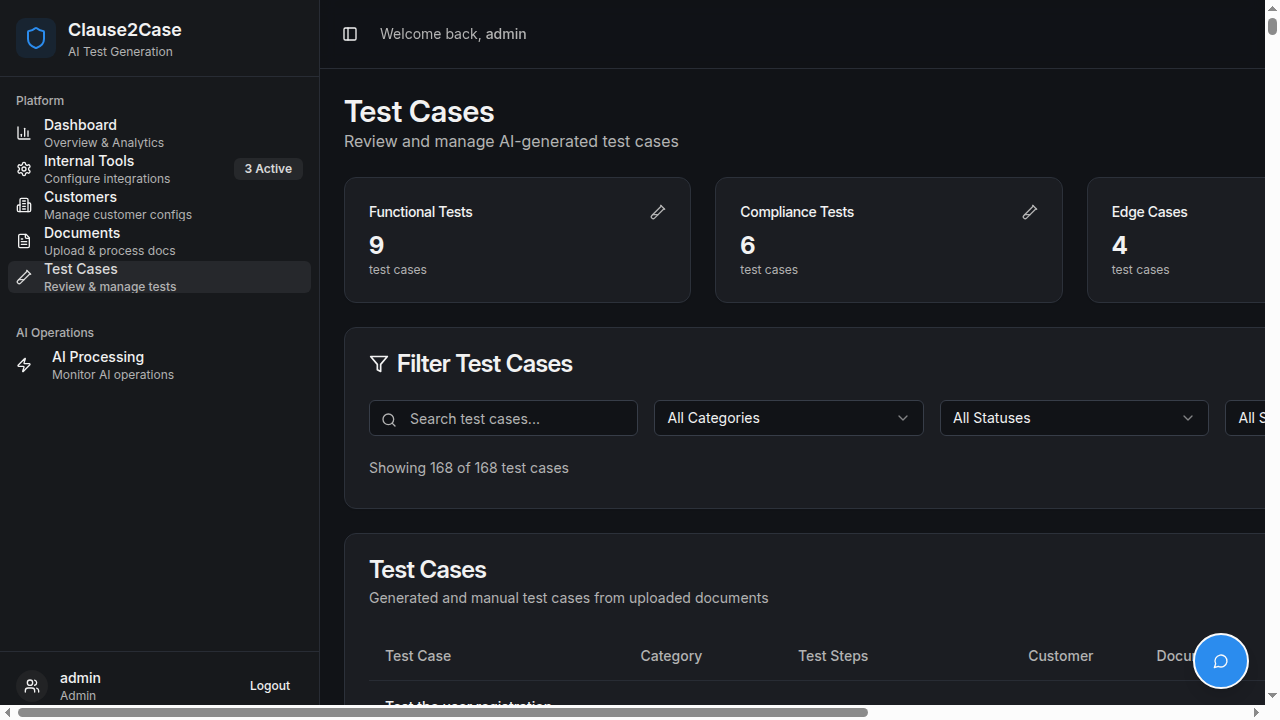 Clause2Case
AI Test Generation
Platform
Dashboard
Overview & Analytics
Internal Tools
Configure integrations
3 Active
Customers
Manage customer configs
Documents
Upload & process docs
Test Cases
Review & manage tests
AI Operations
AI Processing
Monitor AI operations
admin
Admin
Logout
Welcome back, admin
Test Cases
Review and manage AI-generated test cases
Functional Tests
9
test cases
Compliance Tests
6
test cases
Edge Cases
4
test cases
Filter Test Cases
Search test cases...
All Categories
All Statuses
All S
Showing 168 of 168 test cases
Test Cases
Generated and manual test cases from uploaded documents
Test Case Category Test Steps Customer Docu
Test the user registration